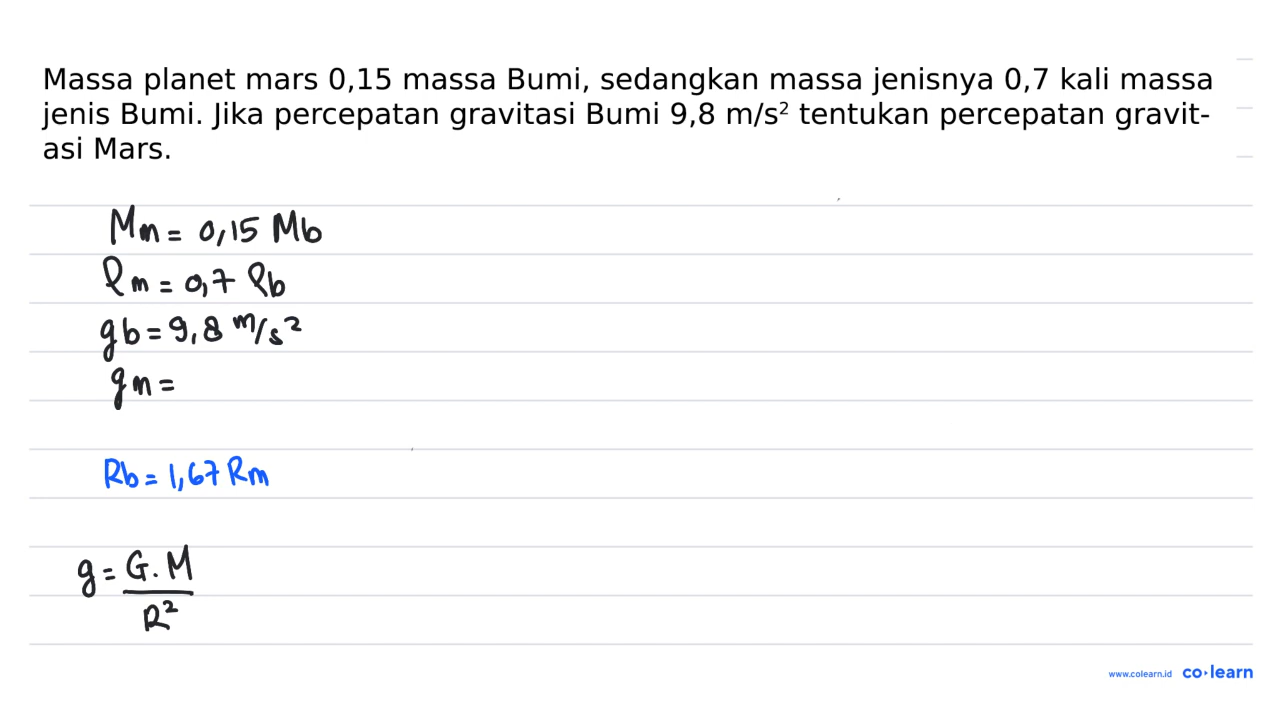 Massa planet mars 0,15 massa Bumi, sedangkan massa jenisnya 0,7 kali massa
jenis Bumi. Jika percepatan gravitasi Bumi 9,8 m/s² tentukan percepatan gravit-
asi Mars.
Mm = 0,15 Mb
ρm = 0,7 ρb
gb = 9,8 m/s²
gm =
Rb = 1,67 Rm
g = G.M
R²
www.colearn.id co·learn